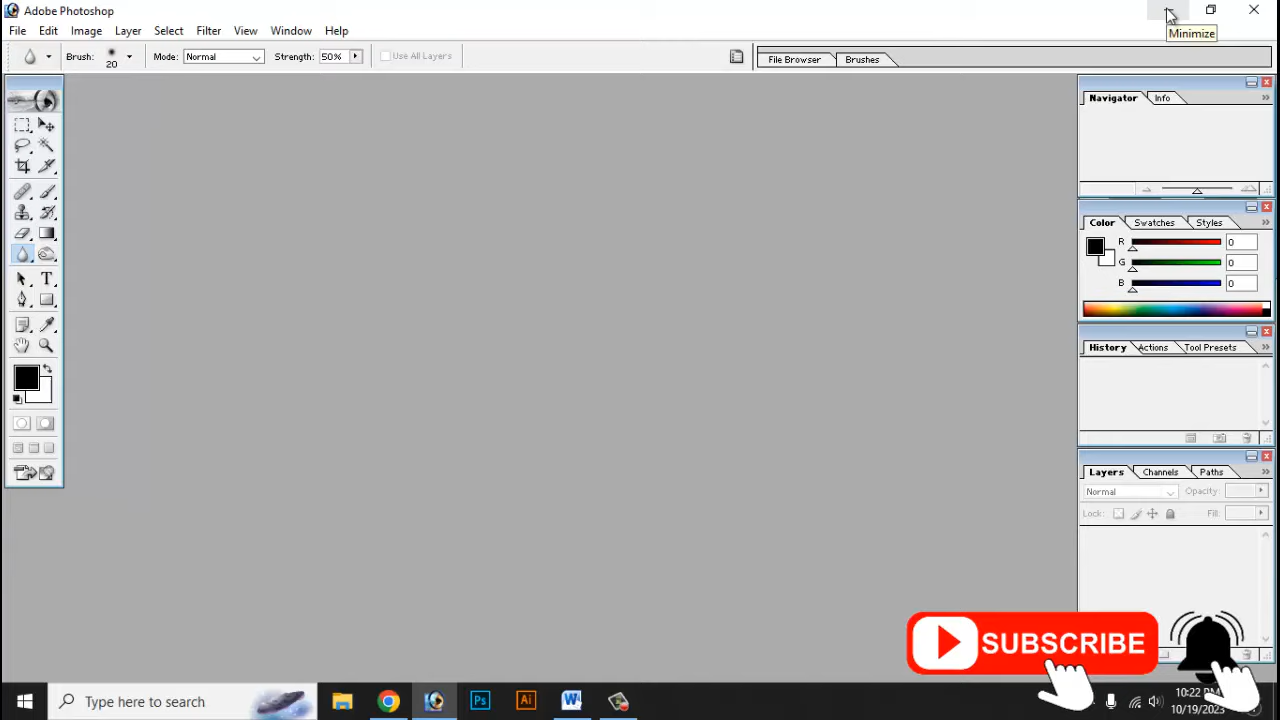 Adobe Photoshop
Minimize
File Edit Image Layer Select Filter View Window Help
Brush: 20 Mode: Normal Strength: 50% Use All Layers File Browser Brushes
Navigator Info
Color Swatches Styles
R 0
G 0
B 0
History Actions Tool Presets
Layers Channels Paths
Normal Opacity:
Lock: Fill:
SUBSCRIBE
Type here to search
Ps Ai W
10:22 PM
10/19/2023